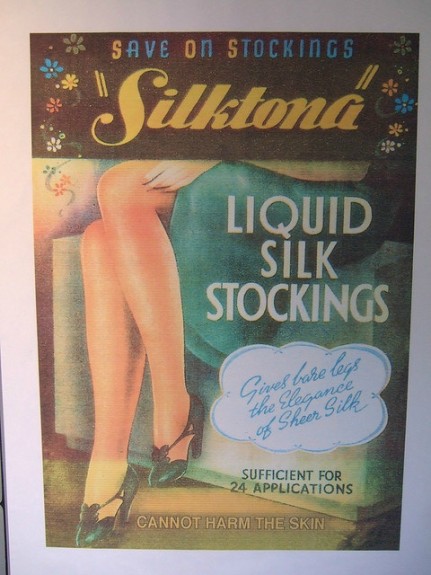 SAVE ON STOCKINGS
"Silktona"
LIQUID
SILK
STOCKINGS
Gives bare legs
the Elegance
of Sheer Silk
SUFFICIENT FOR
24 APPLICATIONS
CANNOT HARM THE SKIN